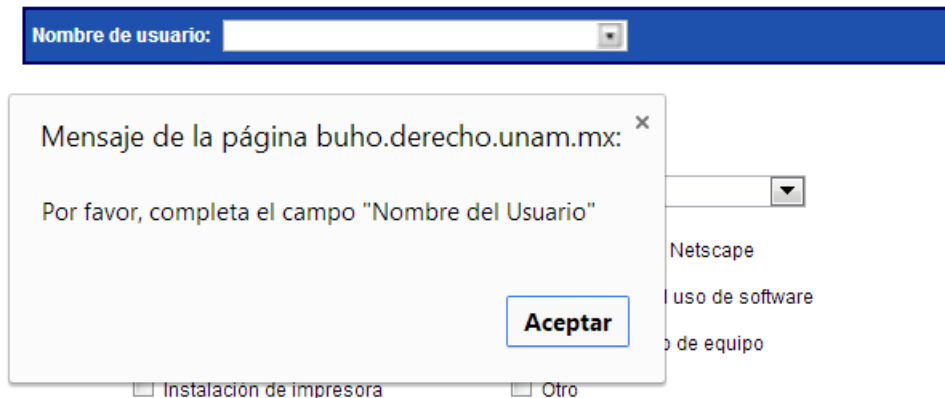 Nombre de usuario:
Mensaje de la página buho.derecho.unam.mx:
×
Por favor, completa el campo "Nombre del Usuario"
Netscape
uso de software
de equipo
Aceptar
Instalación de impresora
Otro